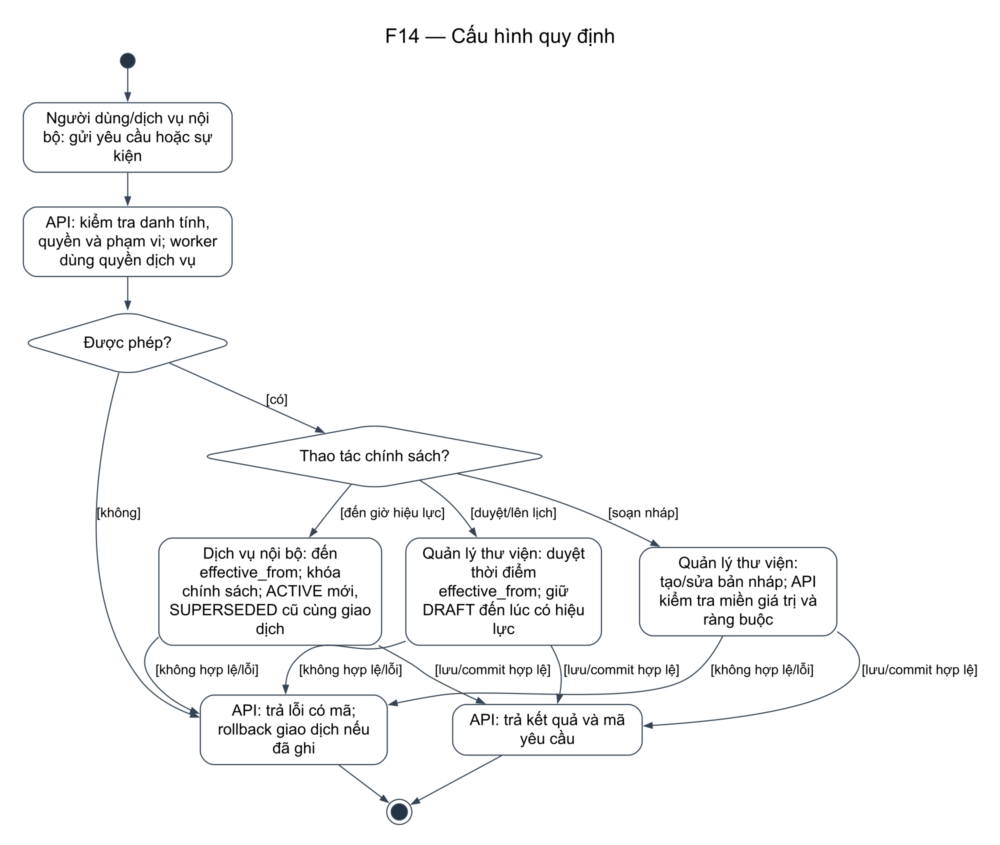 F14 — Cấu hình quy định
Người dùng/dịch vụ nội
bộ: gửi yêu cầu hoặc sự
kiện
API: kiểm tra danh tính,
quyền và phạm vi; worker
dùng quyền dịch vụ
Được phép?
[có]
Thao tác chính sách?
[không]
[đến giờ hiệu lực]
[duyệt/lên lịch]
[soạn nháp]
Dịch vụ nội bộ: đến
effective_from; khóa
chính sách; ACTIVE mới,
SUPERSEDED cũ cùng giao
dịch
Quản lý thư viện: duyệt
thời điểm
effective_from; giữ
DRAFT đến lúc có hiệu
lực
Quản lý thư viện:
tạo/sửa bản nháp; API
kiểm tra miền giá trị và
ràng buộc
[không hợp lệ/lỗi]
[không hợp lệ/lỗi]
[lưu/commit hợp lệ]
[lưu/commit hợp lệ]
[không hợp lệ/lỗi]
[lưu/commit hợp lệ]
API: trả lỗi có mã;
rollback giao dịch nếu
đã ghi
API: trả kết quả và mã
yêu cầu